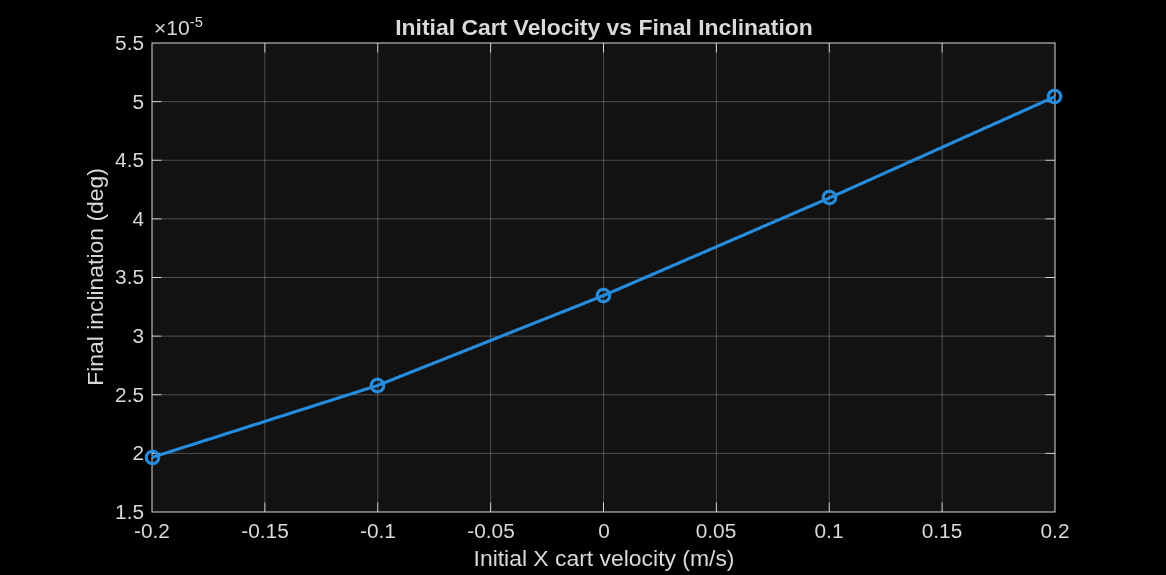 ×10-5
Initial Cart Velocity vs Final Inclination
5.5
5
4.5
4
3.5
3
2.5
2
1.5
Final inclination (deg)
-0.2 -0.15 -0.1 -0.05 0 0.05 0.1 0.15 0.2
Initial X cart velocity (m/s)